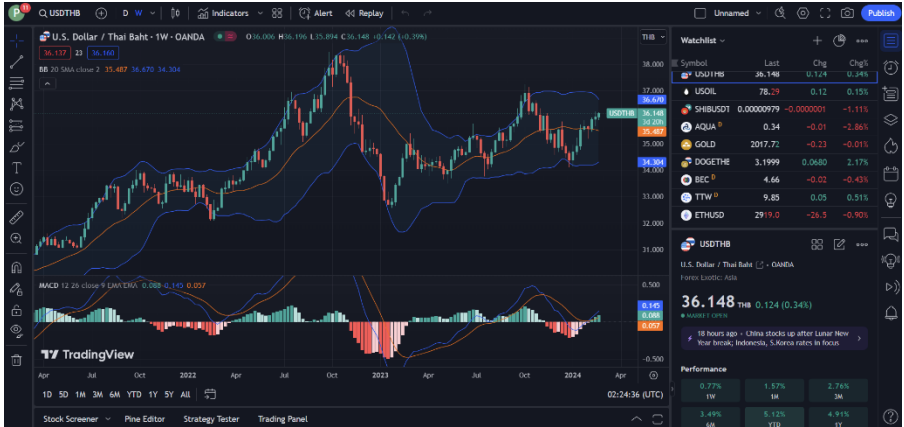 P 11 USDTHB D W Indicators Alert Replay Unnamed Publish
U.S. Dollar / Thai Baht · 1W · OANDA O36.006 H36.196 L35.894 C36.148 +0.142 (+0.39%) THB
36.137 23 36.160
BB 20 SMA close 2 35.487 36.670 34.304
38.000
37.000
36.670
USDTHB 36.148
3d 20h
35.487
35.000
34.304
34.000
33.000
32.000
31.000
MACD 12 26 close 9 EMA EMA 0.088 0.145 0.057
0.500
0.145
0.088
0.057
-0.500
TradingView
Apr Jul Oct 2022 Apr Jul Oct 2023 Apr Jul Oct 2024 Apr
1D 5D 1M 3M 6M YTD 1Y 5Y All 02:24:36 (UTC)
Stock Screener Pine Editor Strategy Tester Trading Panel
Watchlist
Symbol Last Chg Chg%
USDTHB 36.148 0.124 0.34%
USOIL 78.29 0.12 0.15%
SHIBUSDT 0.00000979 -0.0000001 -1.11%
AQUA D 0.34 -0.01 -2.86%
GOLD 2017.72 -0.23 -0.01%
DOGETHB 3.1999 0.0680 2.17%
BEC D 4.66 -0.02 -0.43%
TTW D 9.85 0.05 0.51%
ETHUSD 2919.0 -26.5 -0.90%
USDTHB
U.S. Dollar / Thai Baht · OANDA
Forex Exotic: Asia
36.148 THB 0.124 (0.34%)
MARKET OPEN
18 hours ago · China stocks up after Lunar New
Year break; Indonesia, S.Korea rates in focus
Performance
0.77% 1.57% 2.76%
1W 1M 3M
3.49% 5.12% 4.91%
6M YTD 1Y